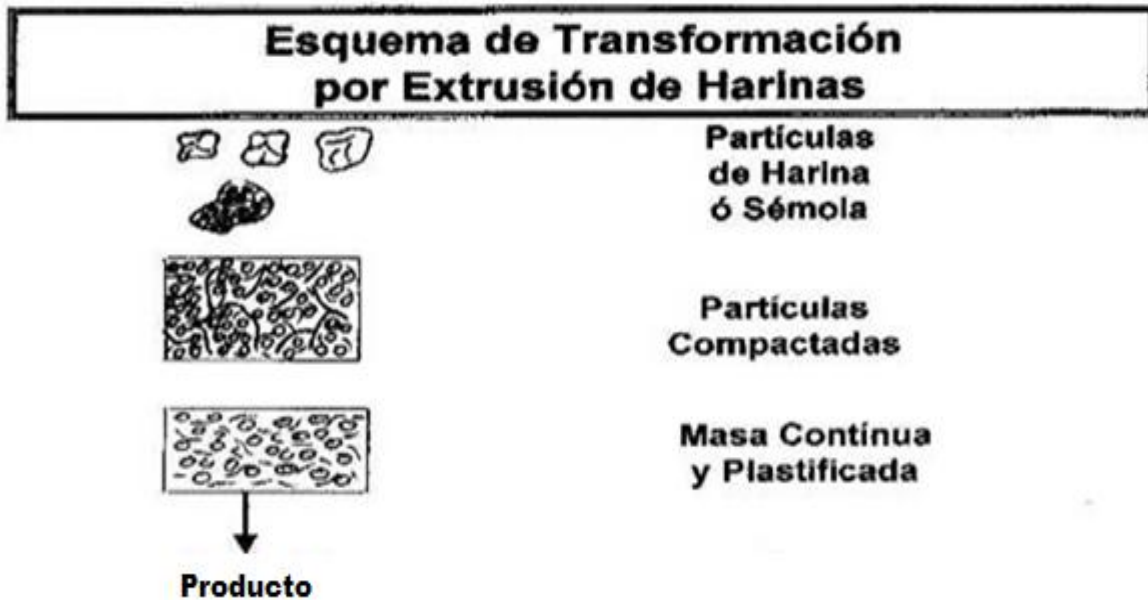 Esquema de Transformación
por Extrusión de Harinas
Partículas
de Harina
ó Sémola
Partículas
Compactadas
Masa Contínua
y Plastificada
Producto